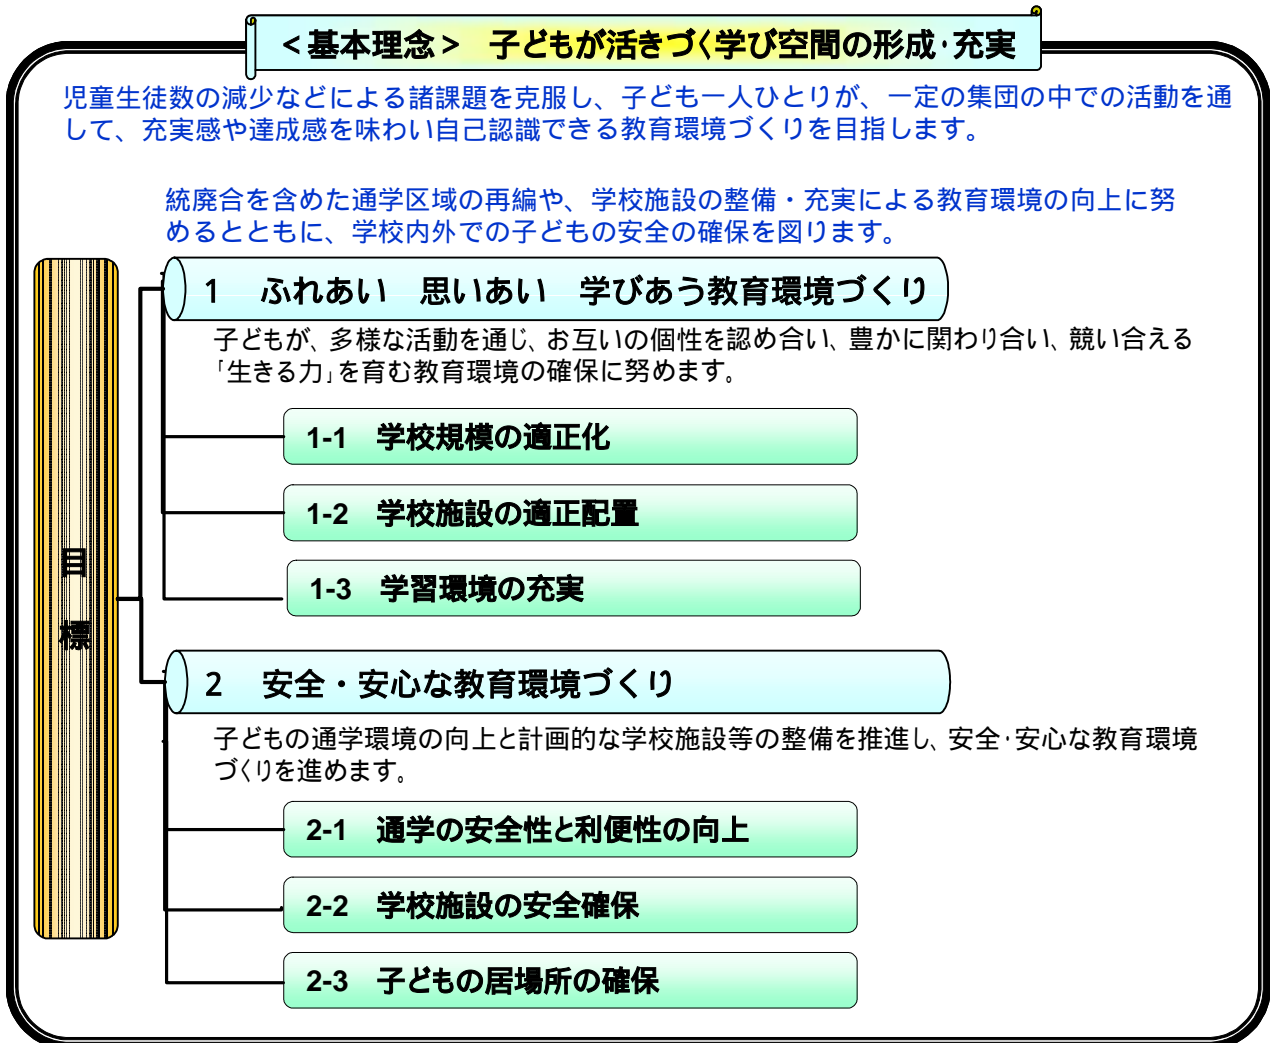 ＜基本理念＞　子どもが活きづく学び空間の形成・充実
児童生徒数の減少などによる諸課題を克服し、子ども一人ひとりが、一定の集団の中での活動を通
して、充実感や達成感を味わい自己認識できる教育環境づくりを目指します。
統廃合を含めた通学区域の再編や、学校施設の整備・充実による教育環境の向上に努
めるとともに、学校内外での子どもの安全の確保を図ります。
目標
1　ふれあい　思いあい　学びあう教育環境づくり
子どもが、多様な活動を通じ、お互いの個性を認め合い、豊かに関わり合い、競い合える
「生きる力」を育む教育環境の確保に努めます。
1-1　学校規模の適正化
1-2　学校施設の適正配置
1-3　学習環境の充実
2　安全・安心な教育環境づくり
子どもの通学環境の向上と計画的な学校施設等の整備を推進し、安全・安心な教育環境
づくりを進めます。
2-1　通学の安全性と利便性の向上
2-2　学校施設の安全確保
2-3　子どもの居場所の確保